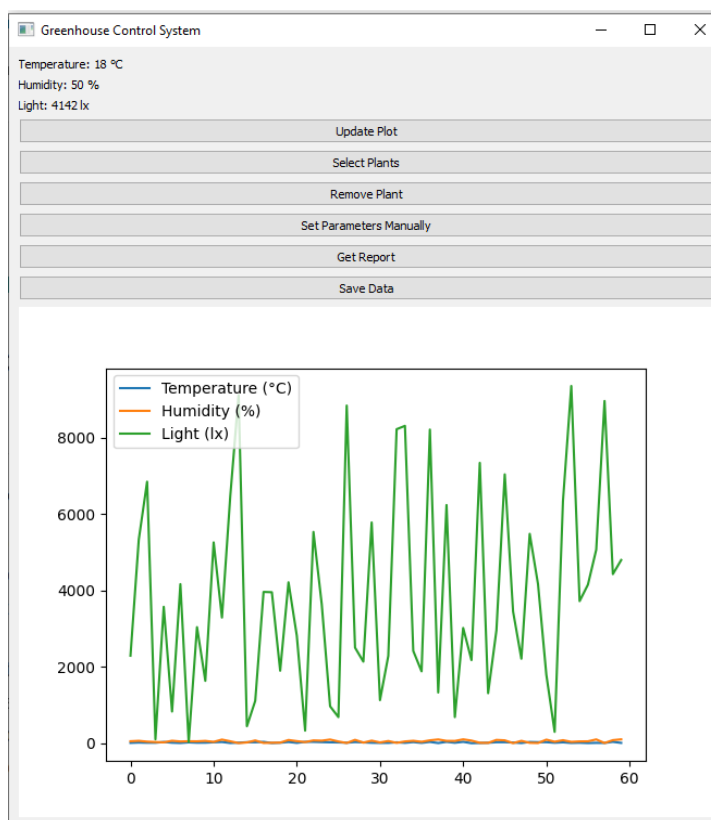 Greenhouse Control System
Temperature: 18 °C
Humidity: 50 %
Light: 4142 lx
Update Plot
Select Plants
Remove Plant
Set Parameters Manually
Get Report
Save Data
Temperature (°C)
Humidity (%)
Light (lx)
8000
6000
4000
2000
0
0 10 20 30 40 50 60